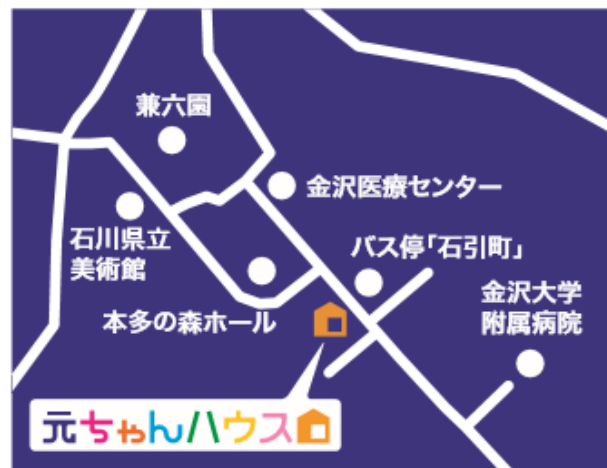 兼六園
金沢医療センター
石川県立
美術館
バス停「石引町」
本多の森ホール
金沢大学
附属病院
元ちゃんハウス